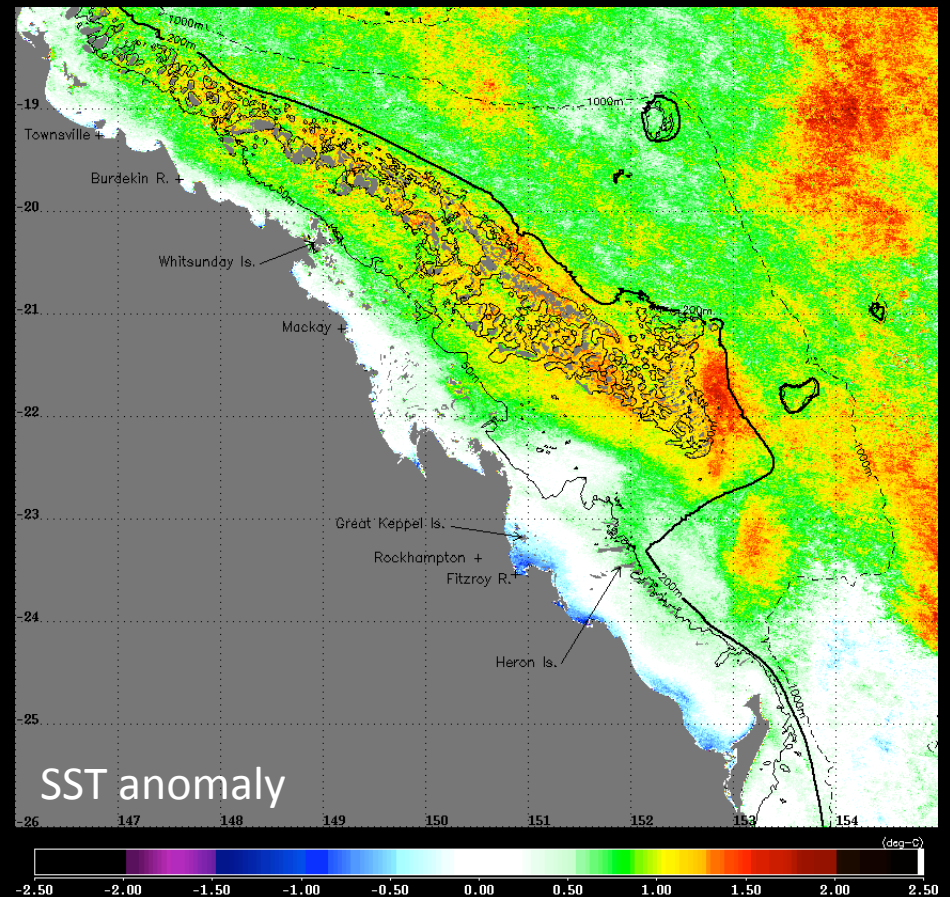 1000m
200m
-19
1000m
Townsville +
Burdekin R. +
50m
-20
Whitsunday Is.
-21
200m
Mackay +
50m
-22
1000m
-23
Great Keppel Is.
Rockhampton +
Fitzroy R. +
200m
-24
Heron Is.
1000m
-25
SST anomaly
-26
147 148 149 150 151 152 153 154
(deg-C)
-2.50 -2.00 -1.50 -1.00 -0.50 0.00 0.50 1.00 1.50 2.00 2.50